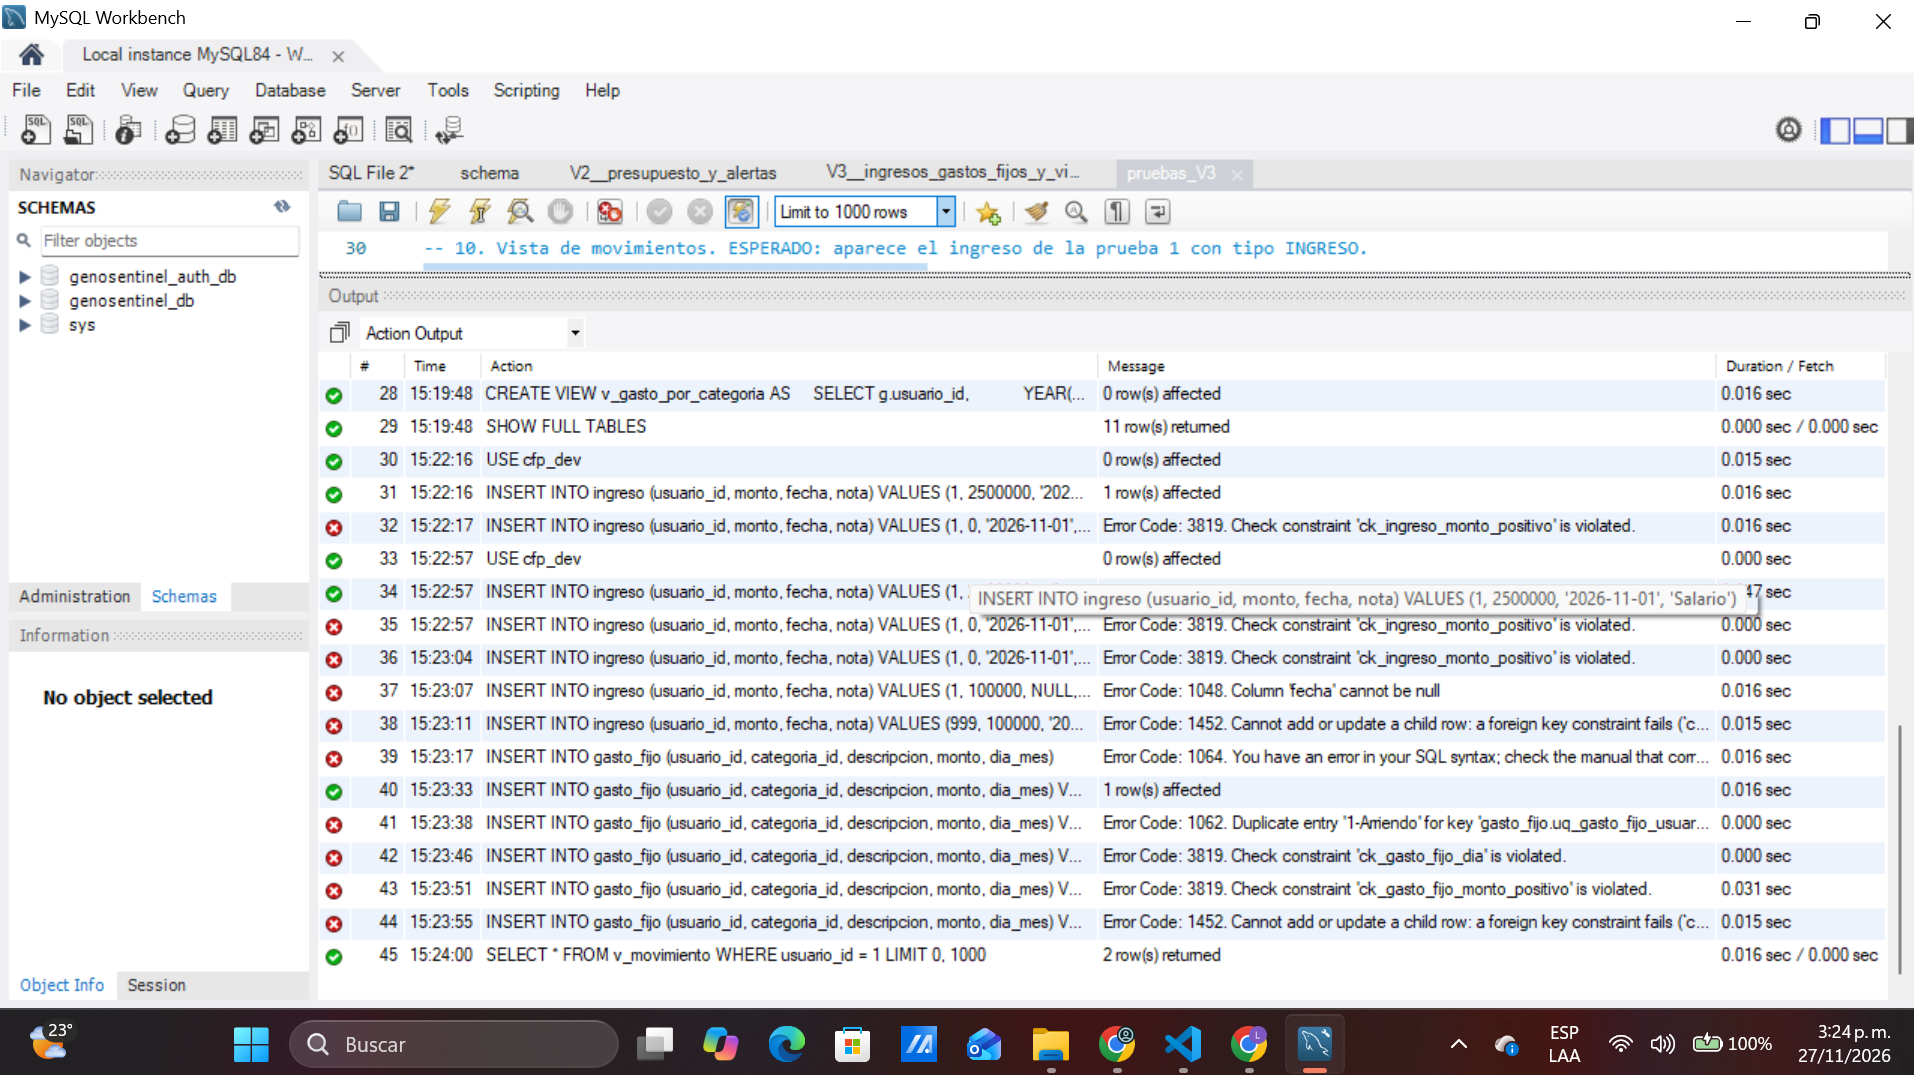 MySQL Workbench
Local instance MySQL84 - W...
File Edit View Query Database Server Tools Scripting Help
Navigator
SCHEMAS
Filter objects
genosentinel_auth_db
genosentinel_db
sys
Administration Schemas
Information
No object selected
Object Info Session
SQL File 2* schema V2__presupuesto_y_alertas V3__ingresos_gastos_fijos_y_vi... pruebas_V3
Limit to 1000 rows
30 -- 10. Vista de movimientos. ESPERADO: aparece el ingreso de la prueba 1 con tipo INGRESO.
Output
Action Output
# Time Action Message Duration / Fetch
28 15:19:48 CREATE VIEW v_gasto_por_categoria AS SELECT g.usuario_id, YEAR(... 0 row(s) affected 0.016 sec
29 15:19:48 SHOW FULL TABLES 11 row(s) returned 0.000 sec / 0.000 sec
30 15:22:16 USE cfp_dev 0 row(s) affected 0.015 sec
31 15:22:16 INSERT INTO ingreso (usuario_id, monto, fecha, nota) VALUES (1, 2500000, '202... 1 row(s) affected 0.016 sec
32 15:22:17 INSERT INTO ingreso (usuario_id, monto, fecha, nota) VALUES (1, 0, '2026-11-01',... Error Code: 3819. Check constraint 'ck_ingreso_monto_positivo' is violated. 0.016 sec
33 15:22:57 USE cfp_dev 0 row(s) affected 0.000 sec
34 15:22:57 INSERT INTO ingreso (usuario_id, monto, fecha, nota) VALUES (1, 47 sec
INSERT INTO ingreso (usuario_id, monto, fecha, nota) VALUES (1, 2500000, '2026-11-01', 'Salario')
35 15:22:57 INSERT INTO ingreso (usuario_id, monto, fecha, nota) VALUES (1, 0, '2026-11-01',... Error Code: 3819. Check constraint 'ck_ingreso_monto_positivo' is violated. 0.000 sec
36 15:23:04 INSERT INTO ingreso (usuario_id, monto, fecha, nota) VALUES (1, 0, '2026-11-01',... Error Code: 3819. Check constraint 'ck_ingreso_monto_positivo' is violated. 0.000 sec
37 15:23:07 INSERT INTO ingreso (usuario_id, monto, fecha, nota) VALUES (1, 100000, NULL,... Error Code: 1048. Column 'fecha' cannot be null 0.016 sec
38 15:23:11 INSERT INTO ingreso (usuario_id, monto, fecha, nota) VALUES (999, 100000, '20... Error Code: 1452. Cannot add or update a child row: a foreign key constraint fails (`c... 0.015 sec
39 15:23:17 INSERT INTO gasto_fijo (usuario_id, categoria_id, descripcion, monto, dia_mes) Error Code: 1064. You have an error in your SQL syntax; check the manual that corr... 0.016 sec
40 15:23:33 INSERT INTO gasto_fijo (usuario_id, categoria_id, descripcion, monto, dia_mes) V... 1 row(s) affected 0.016 sec
41 15:23:38 INSERT INTO gasto_fijo (usuario_id, categoria_id, descripcion, monto, dia_mes) V... Error Code: 1062. Duplicate entry '1-Arriendo' for key 'gasto_fijo.uq_gasto_fijo_usuar... 0.000 sec
42 15:23:46 INSERT INTO gasto_fijo (usuario_id, categoria_id, descripcion, monto, dia_mes) V... Error Code: 3819. Check constraint 'ck_gasto_fijo_dia' is violated. 0.000 sec
43 15:23:51 INSERT INTO gasto_fijo (usuario_id, categoria_id, descripcion, monto, dia_mes) V... Error Code: 3819. Check constraint 'ck_gasto_fijo_monto_positivo' is violated. 0.031 sec
44 15:23:55 INSERT INTO gasto_fijo (usuario_id, categoria_id, descripcion, monto, dia_mes) V... Error Code: 1452. Cannot add or update a child row: a foreign key constraint fails (`c... 0.015 sec
45 15:24:00 SELECT * FROM v_movimiento WHERE usuario_id = 1 LIMIT 0, 1000 2 row(s) returned 0.016 sec / 0.000 sec
23°
Buscar
ESP
LAA
100%
3:24 p. m.
27/11/2026